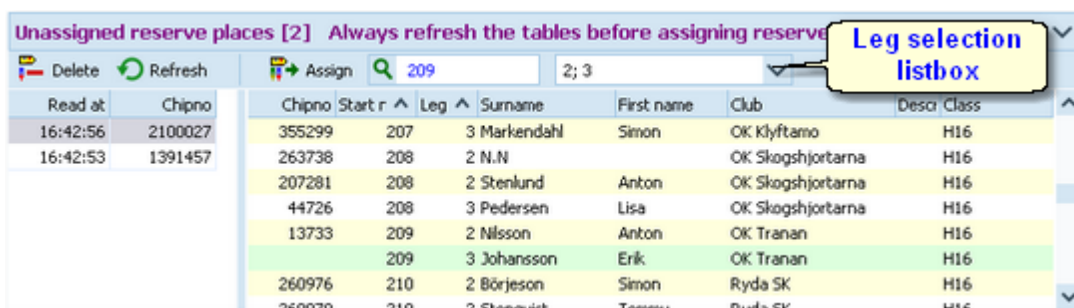 Unassigned reserve places [2] Always refresh the tables before assigning reserve
Leg selection listbox
Delete Refresh Assign 209 2; 3
Read at Chipno
16:42:56 2100027
16:42:53 1391457
Chipno Start r Leg Surname First name Club Descr Class
355299 207 3 Markendahl Simon OK Klyftamo H16
263738 208 2 N.N OK Skogshjortarna H16
207281 208 2 Stenlund Anton OK Skogshjortarna H16
44726 208 3 Pedersen Lisa OK Skogshjortarna H16
13733 209 2 Nilsson Anton OK Tranan H16
209 3 Johansson Erik OK Tranan H16
260976 210 2 Börjeson Simon Ryda SK H16